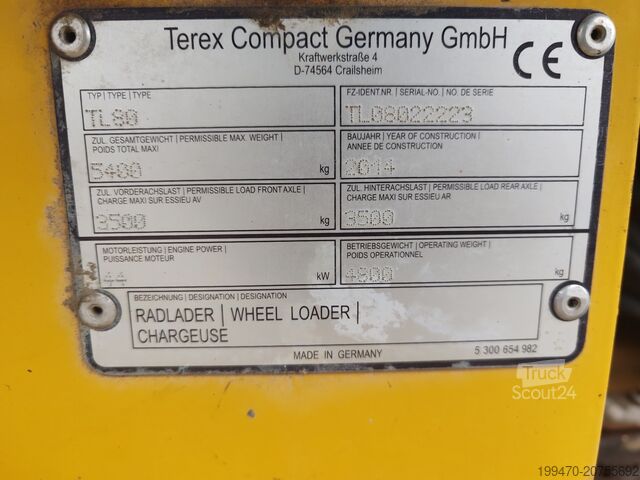 Terex Compact Germany GmbH
Kraftwerkstraße 4
D-74564 Crailsheim
CE
TYP | TYPE | TYPE
TL80
FZ-IDENT.NR | SERIAL-NO. | NO. DE SERIE
TL08022223
ZUL. GESAMTGEWICHT | PERMISSIBLE MAX. WEIGHT |
POIDS TOTAL MAXI
5400 kg
BAUJAHR | YEAR OF CONSTRUCTION |
ANNEE DE CONSTRUCTION
2014
ZUL. VORDERACHSLAST | PERMISSIBLE LOAD FRONT AXLE |
CHARGE MAXI SUR ESSIEU AV
3500 kg
ZUL. HINTERACHSLAST | PERMISSIBLE LOAD REAR AXLE |
CHARGE MAXI SUR ESSIEU AR
3500 kg
MOTORLEISTUNG | ENGINE POWER |
PUISSANCE MOTEUR
44 kW
BETRIEBSGEWICHT | OPERATING WEIGHT |
POIDS OPERATIONNEL
4800 kg
BEZEICHNUNG | DESIGNATION | DESIGNATION
RADLADER | WHEEL LOADER |
CHARGEUSE
MADE IN GERMANY
5 300 654 982
Truck
Scout24
199470-20755692